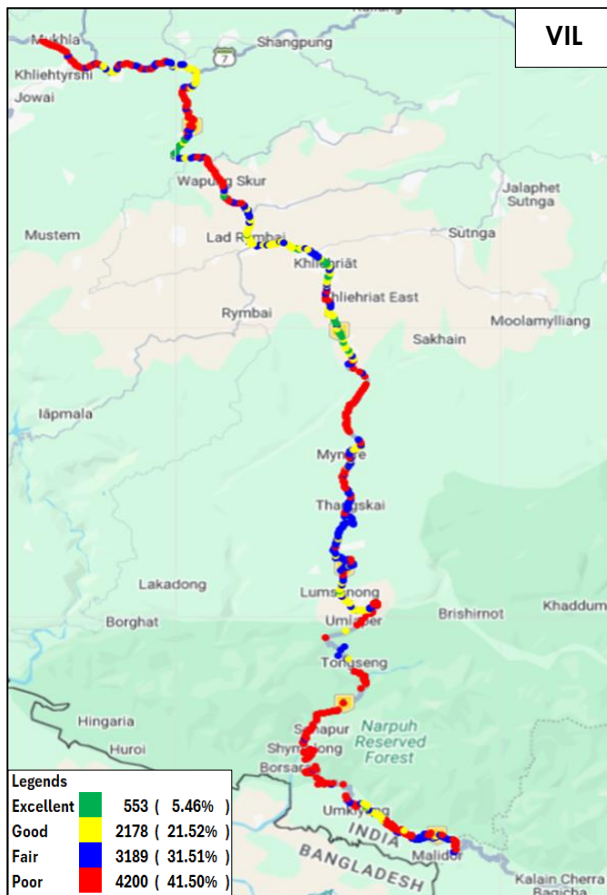 VIL
Mukhla
Shangpung
7
Khliehtyrshi
Jowai
Wapung Skur
Jalaphet
Sutnga
Mustem
Lad Rymbai
Sutnga
Khliehriāt
Khliehriat East
Rymbai
Moolamylliang
Sakhain
Iāpmala
Mynkre
Thangskai
Lakadong
Lumshnong
Khaddum
Borghat
Brishirnot
Umlaper
Tongseng
Hingaria
Sonapur
Narpuh
Reserved
Forest
Huroi
Borsara
Umkiang
INDIA
Malidor
BANGLADESH
Kalain Cherra
Bagicha
Legends
Excellent 553 ( 5.46% )
Good 2178 ( 21.52% )
Fair 3189 ( 31.51% )
Poor 4200 ( 41.50% )